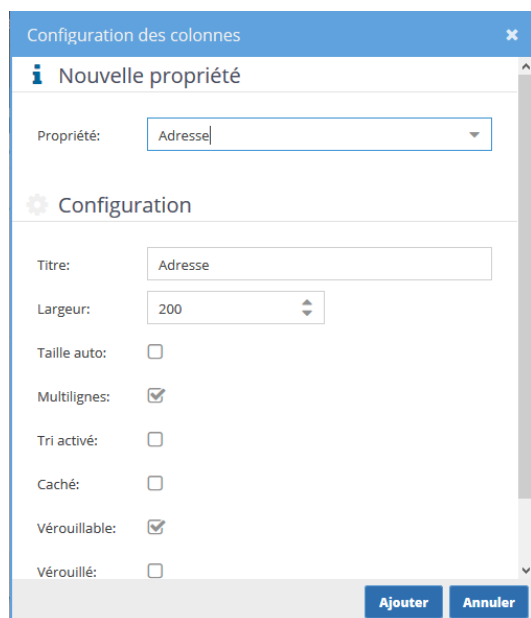 Configuration des colonnes
Nouvelle propriété
Propriété: Adresse
Configuration
Titre: Adresse
Largeur: 200
Taille auto:
Multilignes:
Tri activé:
Caché:
Vérouillable:
Vérouillé:
Ajouter Annuler